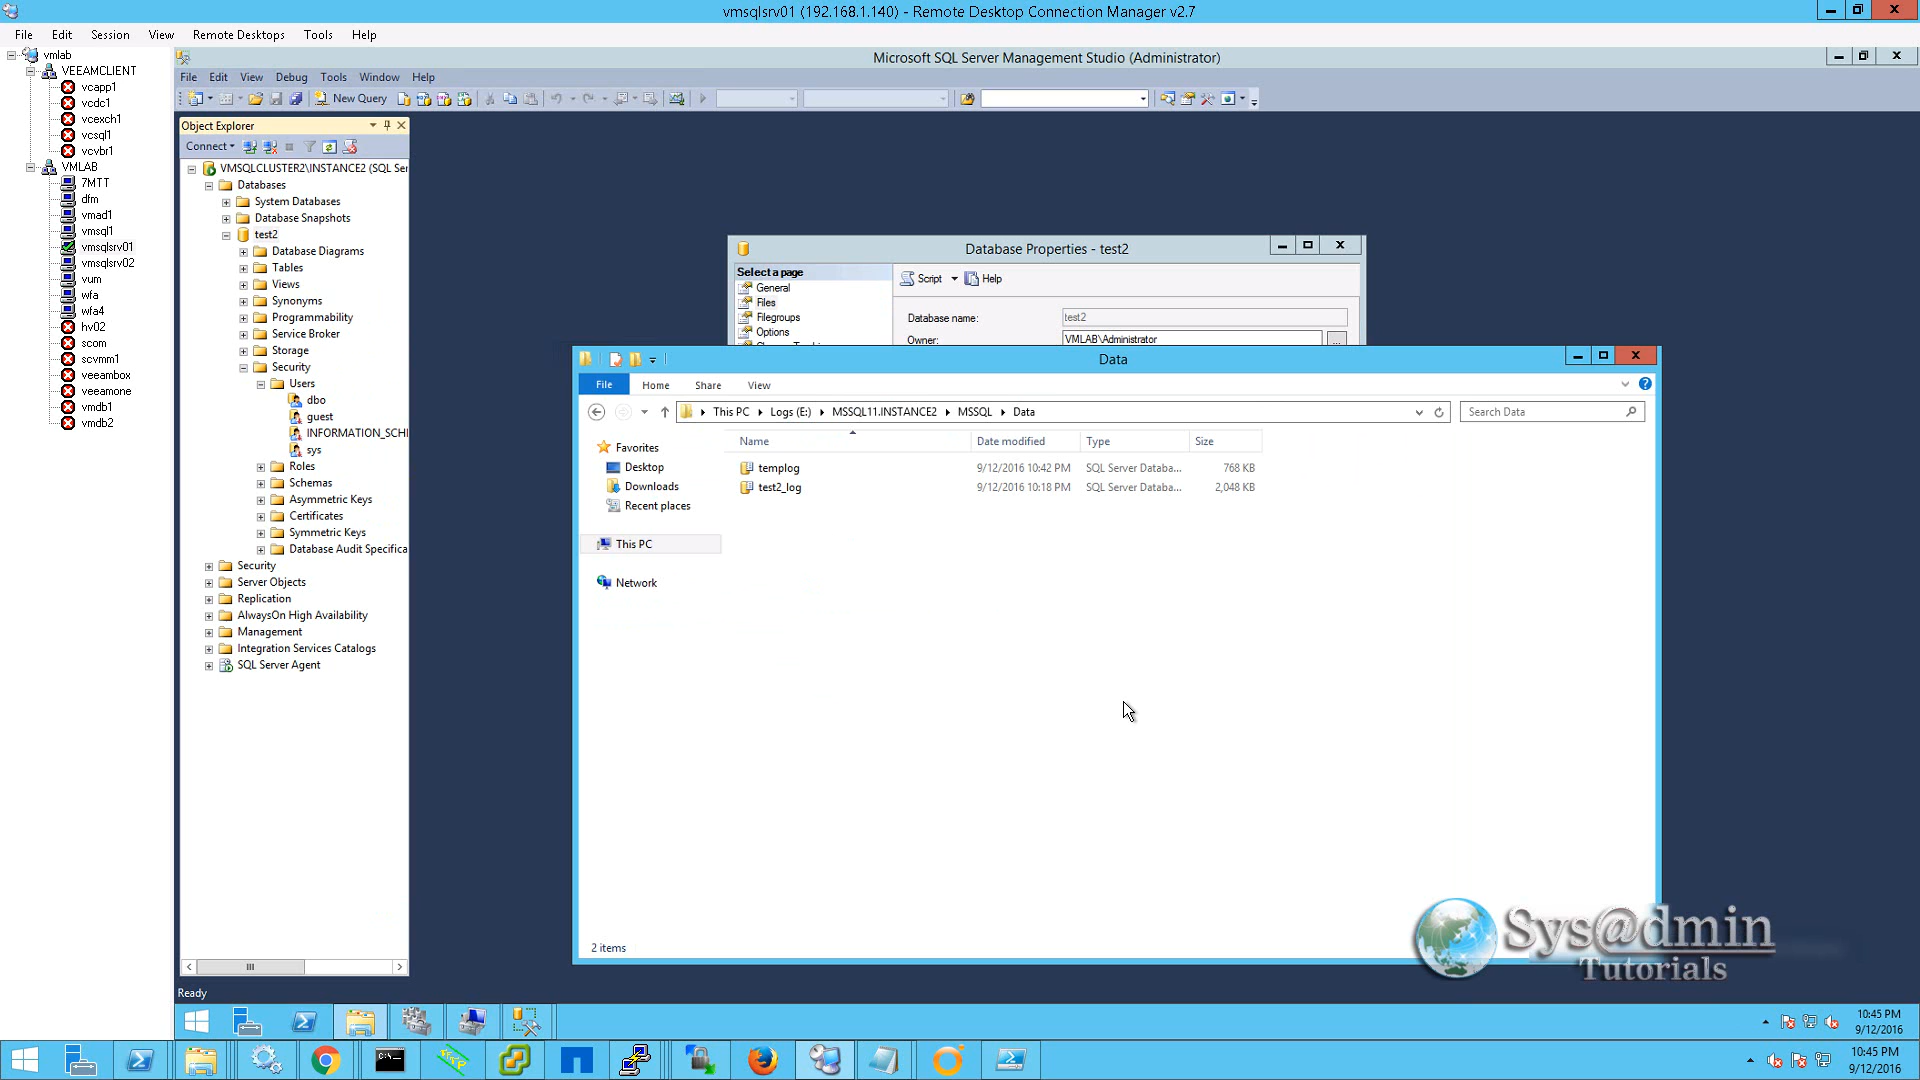 vmsqlsrv01 (192.168.1.140) - Remote Desktop Connection Manager v2.7
File Edit Session View Remote Desktops Tools Help
vmlab
VEEAMCLIENT
vcapp1
vcdc1
vcexch1
vcsql1
vcvbr1
VMLAB
7MTT
dfm
vmad1
vmsql1
vmsqlsrv01
vmsqlsrv02
vum
wfa
wfa4
hv02
scom
scvmm1
veeambox
veeamone
vmdb1
vmdb2
Microsoft SQL Server Management Studio (Administrator)
File Edit View Debug Tools Window Help
New Query
Object Explorer
Connect
VMSQLCLUSTER2\INSTANCE2 (SQL Ser
Databases
System Databases
Database Snapshots
test2
Database Diagrams
Tables
Views
Synonyms
Programmability
Service Broker
Storage
Security
Users
dbo
guest
INFORMATION_SCHI
sys
Roles
Schemas
Asymmetric Keys
Certificates
Symmetric Keys
Database Audit Specifica
Security
Server Objects
Replication
AlwaysOn High Availability
Management
Integration Services Catalogs
SQL Server Agent
Ready
Database Properties - test2
Select a page
General
Files
Filegroups
Options
Script Help
Database name: test2
Owner: VMLAB\Administrator ...
Data
File Home Share View
This PC Logs (E:) MSSQL11.INSTANCE2 MSSQL Data
Search Data
Favorites
Desktop
Downloads
Recent places
This PC
Network
Name Date modified Type Size
templog 9/12/2016 10:42 PM SQL Server Databa... 768 KB
test2_log 9/12/2016 10:18 PM SQL Server Databa... 2,048 KB
2 items
Sys@dmin
Tutorials
10:45 PM
9/12/2016
10:45 PM
9/12/2016